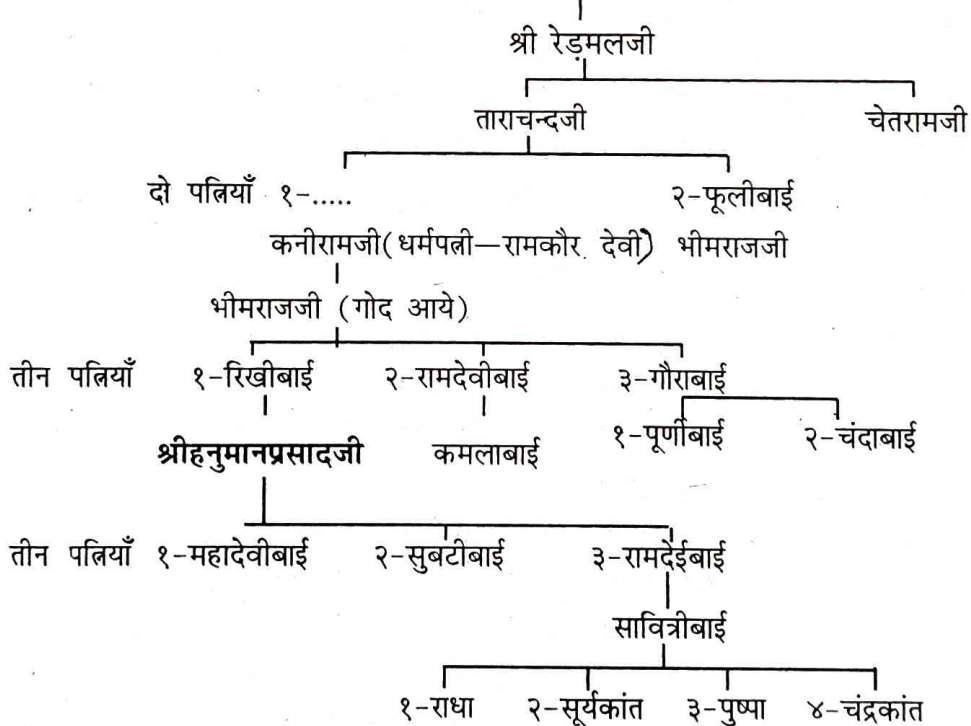 श्री रेड़मलजी
ताराचन्दजी चेतरामजी
दो पत्नियाँ १-..... २-फूलीबाई
कनीरामजी(धर्मपत्नी—रामकौर देवी) भीमराजजी
भीमराजजी (गोद आये)
तीन पत्नियाँ १-रिखीबाई २-रामदेवीबाई ३-गौराबाई
१-पूर्णीबाई २-चंदाबाई
श्रीहनुमानप्रसादजी कमलाबाई
तीन पत्नियाँ १-महादेवीबाई २-सुबटीबाई ३-रामदेईबाई
सावित्रीबाई
१-राधा २-सूर्यकांत ३-पुष्पा ४-चंद्रकांत